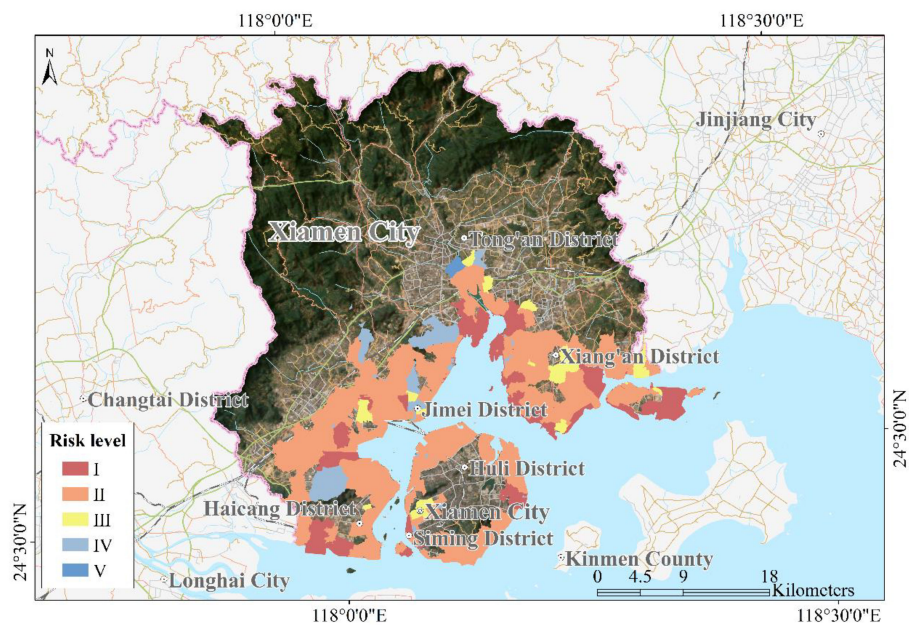 118°0'0"E
118°30'0"E
N
Jinjiang City
Xiamen City
Tong'an District
Xiang'an District
Changtai District
Jimei District
24°30'0"N
Risk level
I
II
III
IV
V
Huli District
Haicang District
Xiamen City
Siming District
24°30'0"N
Kinmen County
Longhai City
0 4.5 9 18
Kilometers
118°0'0"E
118°30'0"E